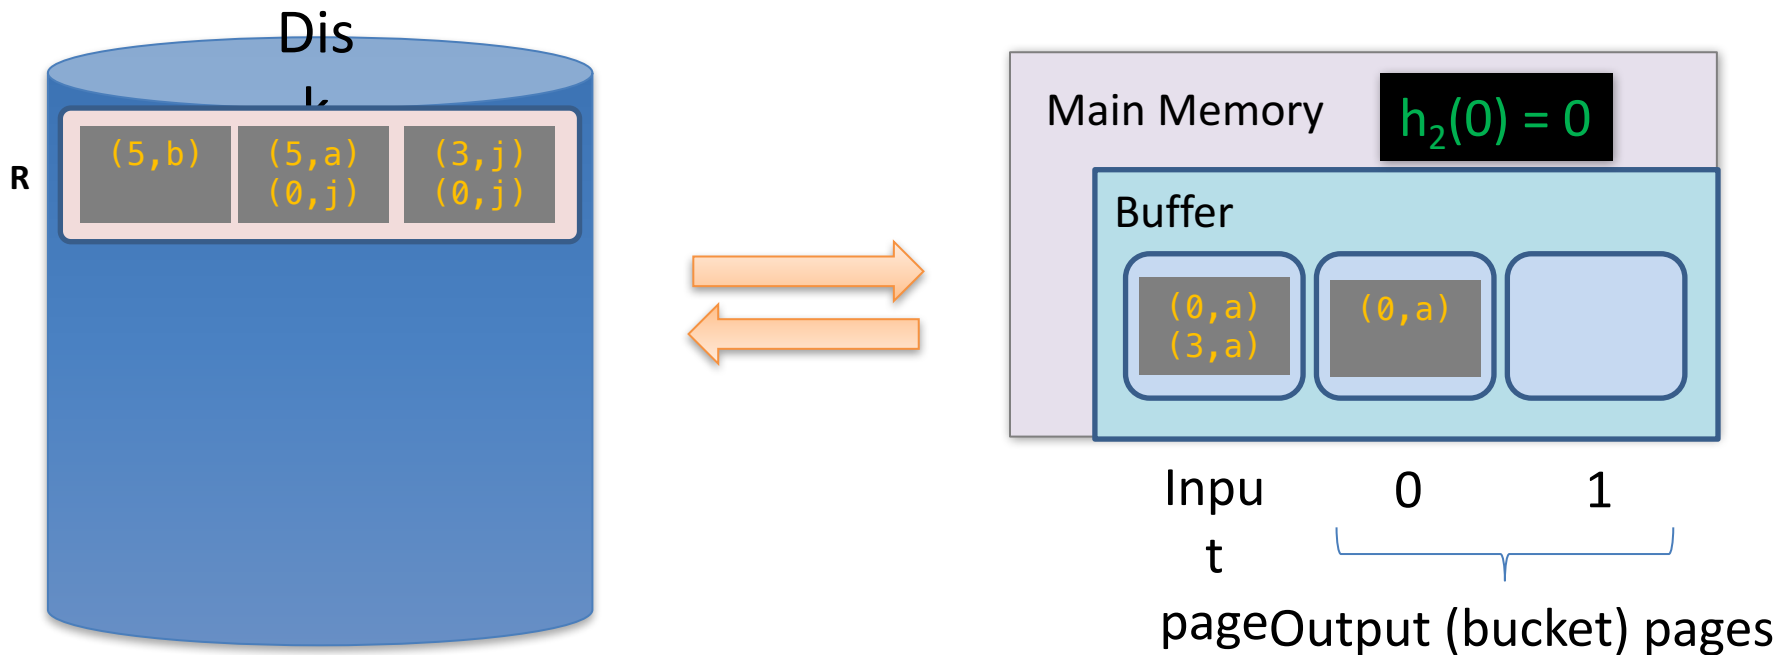 Dis
k
R
(5,b)
(5,a)
(0,j)
(3,j)
(0,j)
Main Memory
h₂(0) = 0
Buffer
(0,a)
(3,a)
(0,a)
Inpu
t
page
0
1
Output (bucket) pages